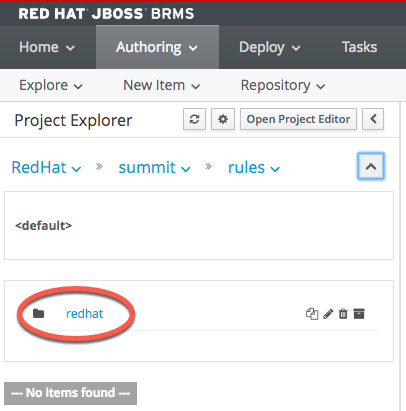 RED HAT JBOSS BRMS
Home Authoring Deploy Tasks
Explore New Item Repository
Project Explorer Open Project Editor
RedHat » summit » rules
<default>
redhat
--- No items found ---